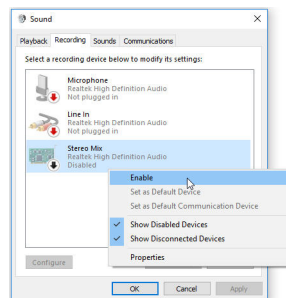 Sound
Playback Recording Sounds Communications
Select a recording device below to modify its settings:
Microphone
Realtek High Definition Audio
Not plugged in
Line In
Realtek High Definition Audio
Not plugged in
Stereo Mix
Realtek High Definition Audio
Disabled
Enable
Set as Default Device
Set as Default Communication Device
Show Disabled Devices
Show Disconnected Devices
Properties
Configure
OK Cancel Apply